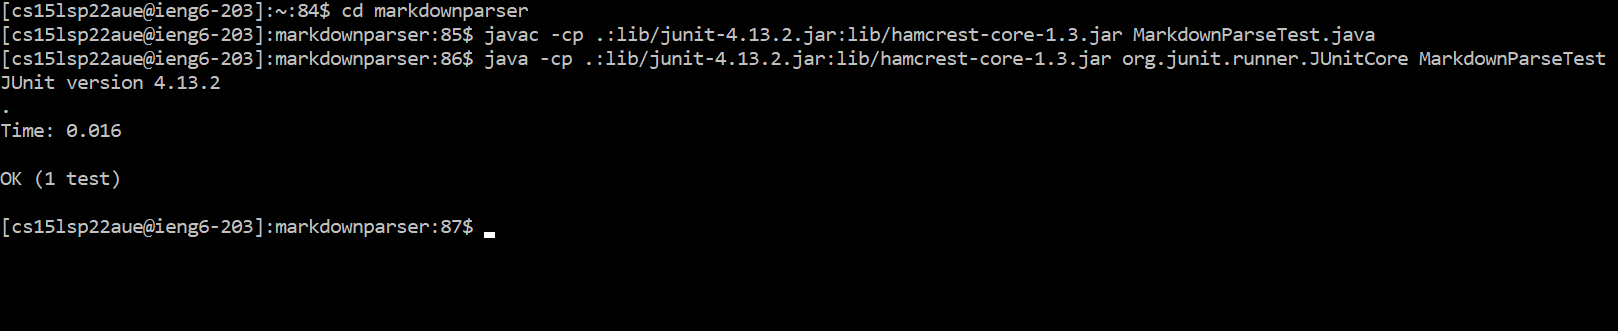 [cs15lsp22aue@ieng6-203]:~:84$ cd markdownparser
[cs15lsp22aue@ieng6-203]:markdownparser:85$ javac -cp .:lib/junit-4.13.2.jar:lib/hamcrest-core-1.3.jar MarkdownParseTest.java
[cs15lsp22aue@ieng6-203]:markdownparser:86$ java -cp .:lib/junit-4.13.2.jar:lib/hamcrest-core-1.3.jar org.junit.runner.JUnitCore MarkdownParseTest
JUnit version 4.13.2
.
Time: 0.016
OK (1 test)
[cs15lsp22aue@ieng6-203]:markdownparser:87$